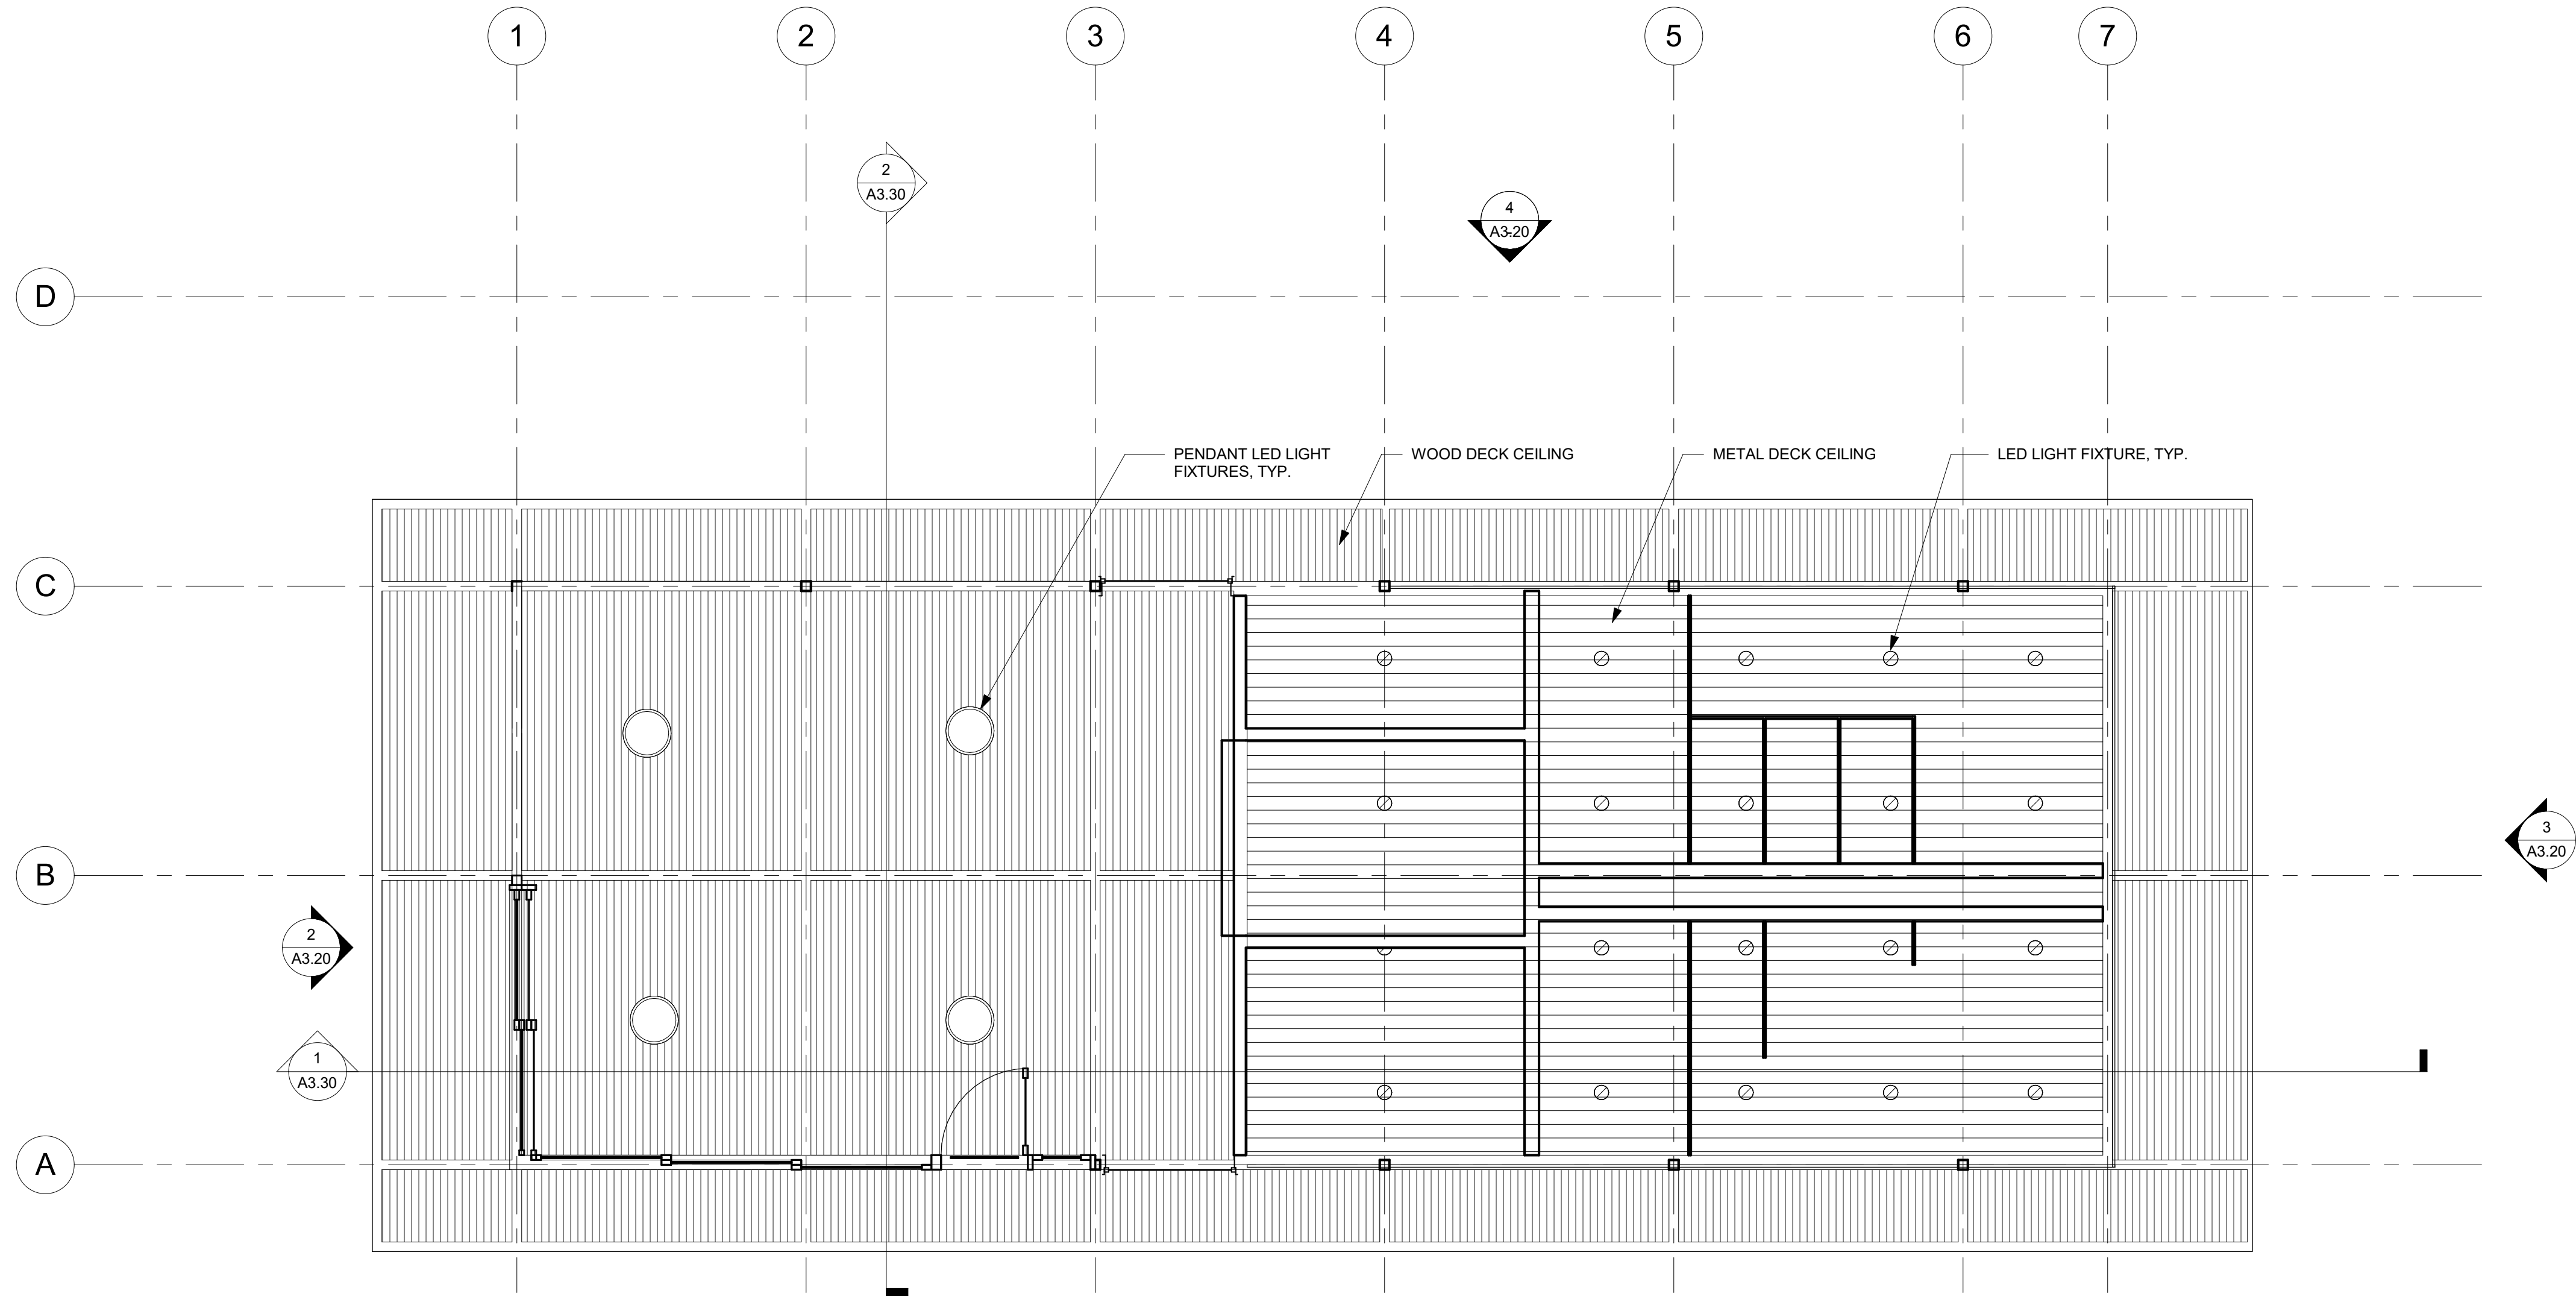 1
2
3
4
5
6
7
2
A3.30
4
A3.20
D
PENDANT LED LIGHT
FIXTURES, TYP.
WOOD DECK CEILING
METAL DECK CEILING
LED LIGHT FIXTURE, TYP.
C
3
A3.20
B
2
A3.20
1
A3.30
A